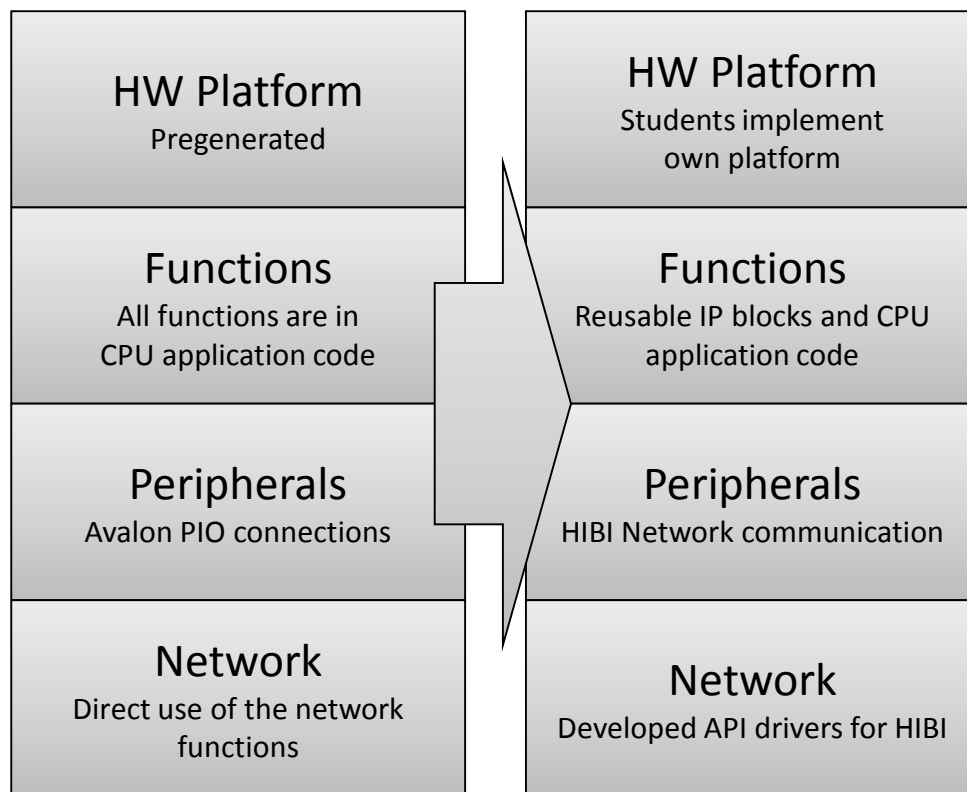 HW Platform
Pregenerated
Functions
All functions are in
CPU application code
Peripherals
Avalon PIO connections
Network
Direct use of the network
functions
HW Platform
Students implement
own platform
Functions
Reusable IP blocks and CPU
application code
Peripherals
HIBI Network communication
Network
Developed API drivers for HIBI